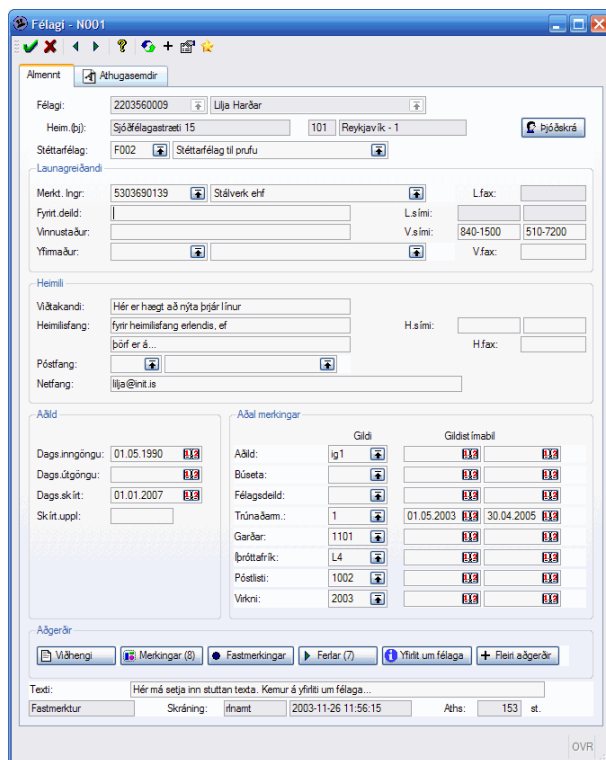 Félagi - N001
Almennt Athugasemdir
Félagi: 2203560009 Lilja Harðar
Heim.(þj): Sjóðfélagastræti 15 101 Reykjavík - 1 Þjóðskrá
Stéttarfélag: F002 Stéttarfélag til prufu
Launagreiðandi
Merkt. lngr: 5303690139 Stálverk ehf L.fax:
Fyrirt.deild: L.sími:
Vinnustaður: V.sími: 840-1500 510-7200
Yfirmaður: V.fax:
Heimili
Viðtakandi: Hér er hægt að nýta þrjár línur
Heimilisfang: fyrir heimilisfang erlendis, ef H.sími:
þörf er á... H.fax:
Póstfang:
Netfang: lilja@init.is
Aðild Aðal merkingar
Gildi Gildistímabil
Dags.inngöngu: 01.05.1990 Aðild: ig1
Dags.útgöngu: Búseta:
Dags.skírt: 01.01.2007 Félagsdeild:
Skírt.uppl: Trúnaðarm.: 1 01.05.2003 30.04.2005
Garðar: 1101
Íþróttafrík: L4
Póstlisti: 1002
Virkni: 2003
Aðgerðir
Viðhengi Merkingar (8) Fastmerkingar Ferlar (7) Yfirlit um félaga Fleiri aðgerðir
Texti: Hér má setja inn stuttan texta. Kemur á yfirliti um félaga...
Fastmerktur Skráning: rlnamt 2003-11-26 11:56:15 Aths: 153 st.
OVR